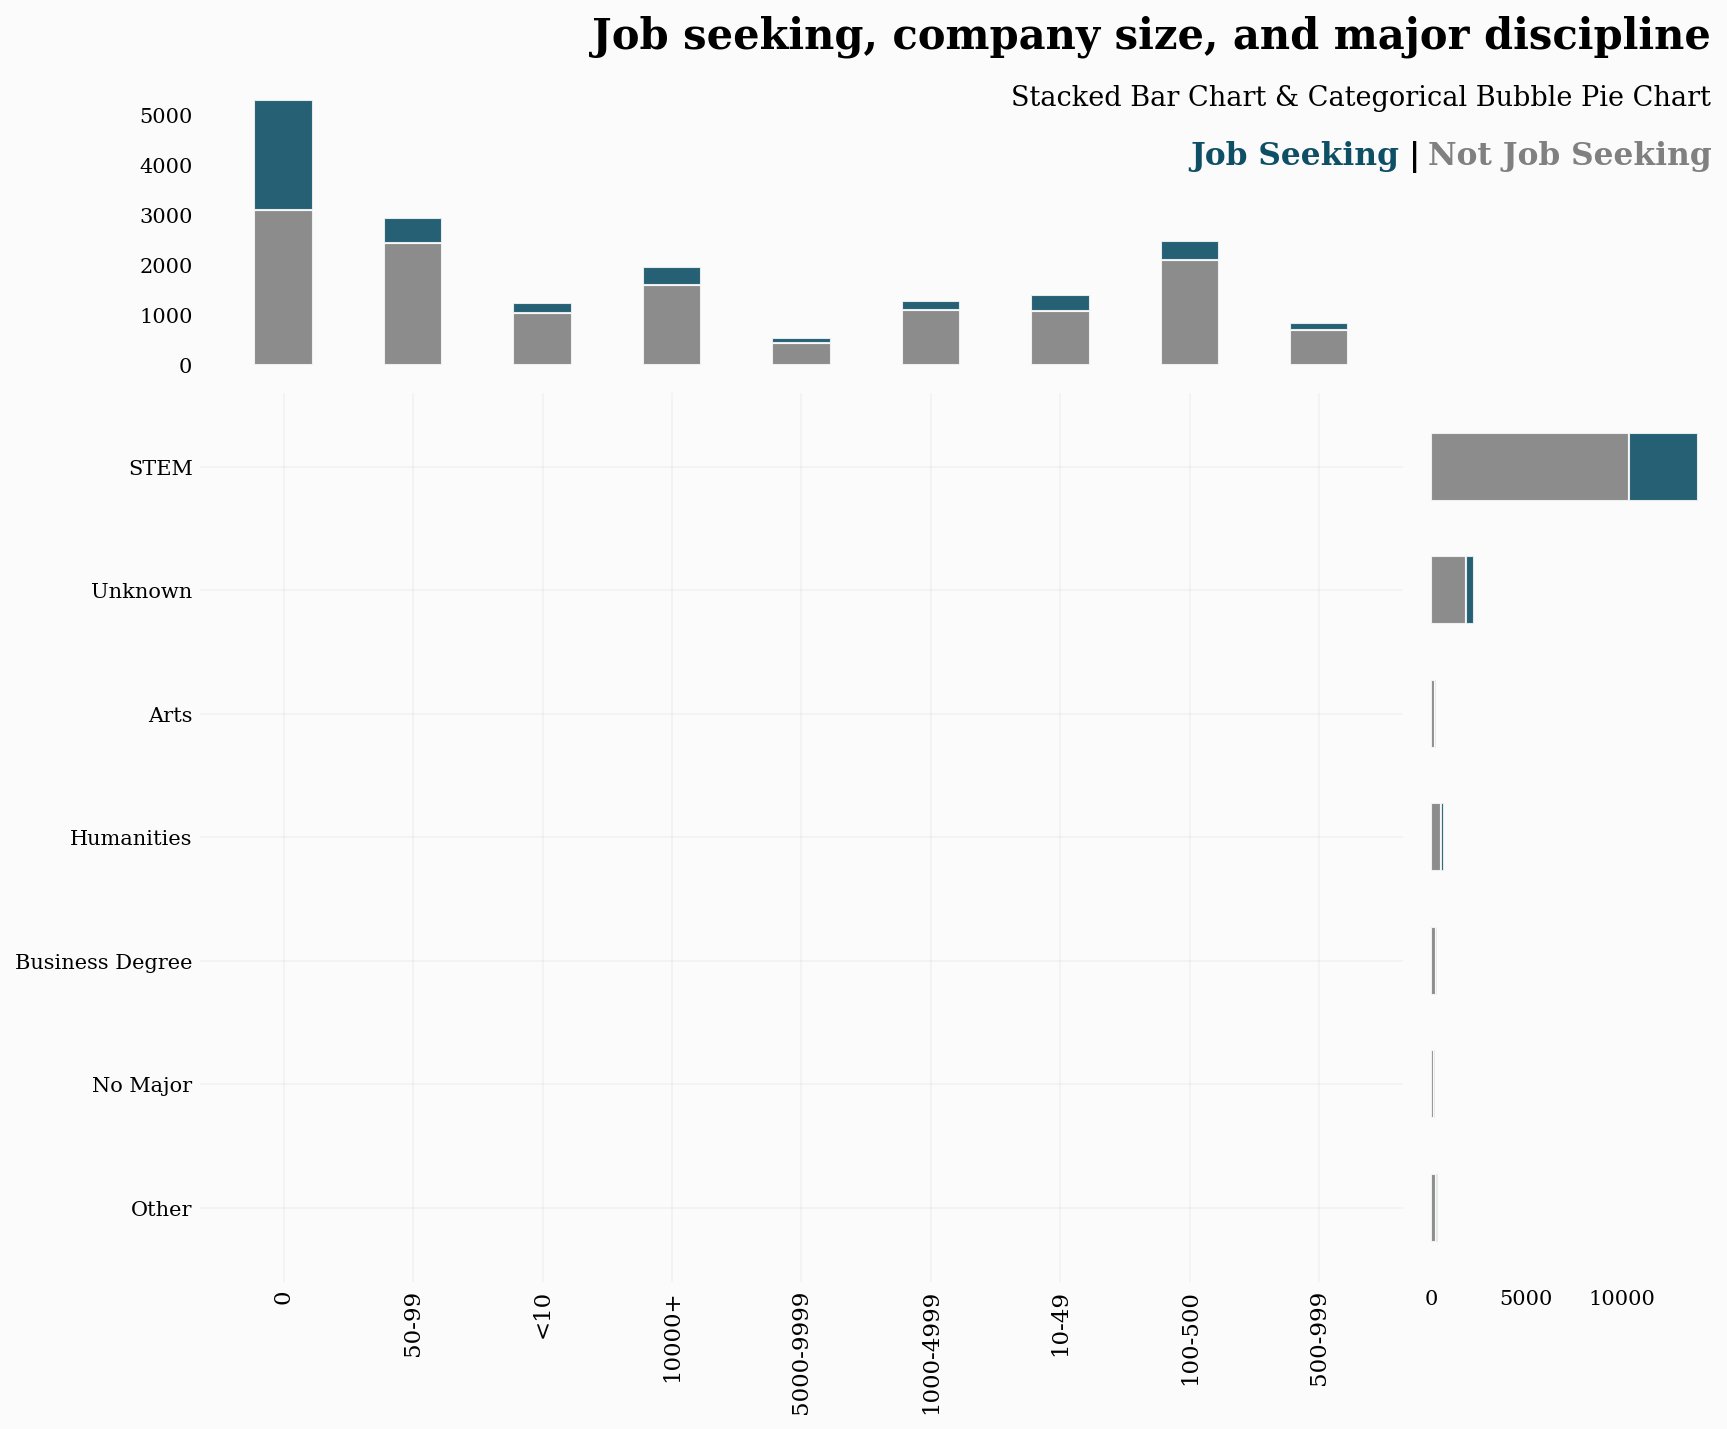 Job seeking, company size, and major discipline
Stacked Bar Chart & Categorical Bubble Pie Chart
Job Seeking | Not Job Seeking
5000
4000
3000
2000
1000
0
STEM
Unknown
Arts
Humanities
Business Degree
No Major
Other
0
50-99
<10
10000+
5000-9999
1000-4999
10-49
100-500
500-999
0 5000 10000